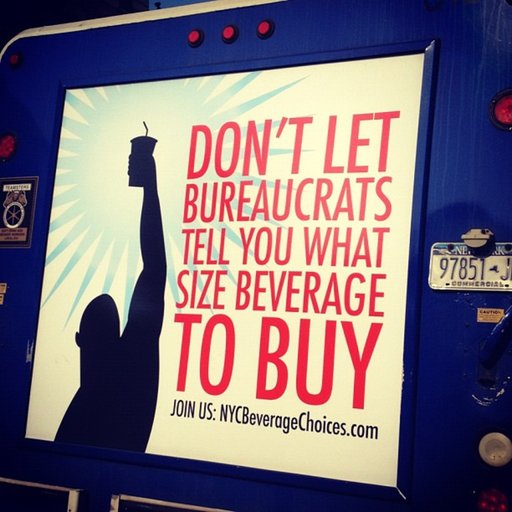 DON'T LET
BUREAUCRATS
TELL YOU WHAT
SIZE BEVERAGE
TO BUY
JOIN US: NYCBeverageChoices.com
TEAMSTERS
97851-J
COMMERCIAL
CAUTION